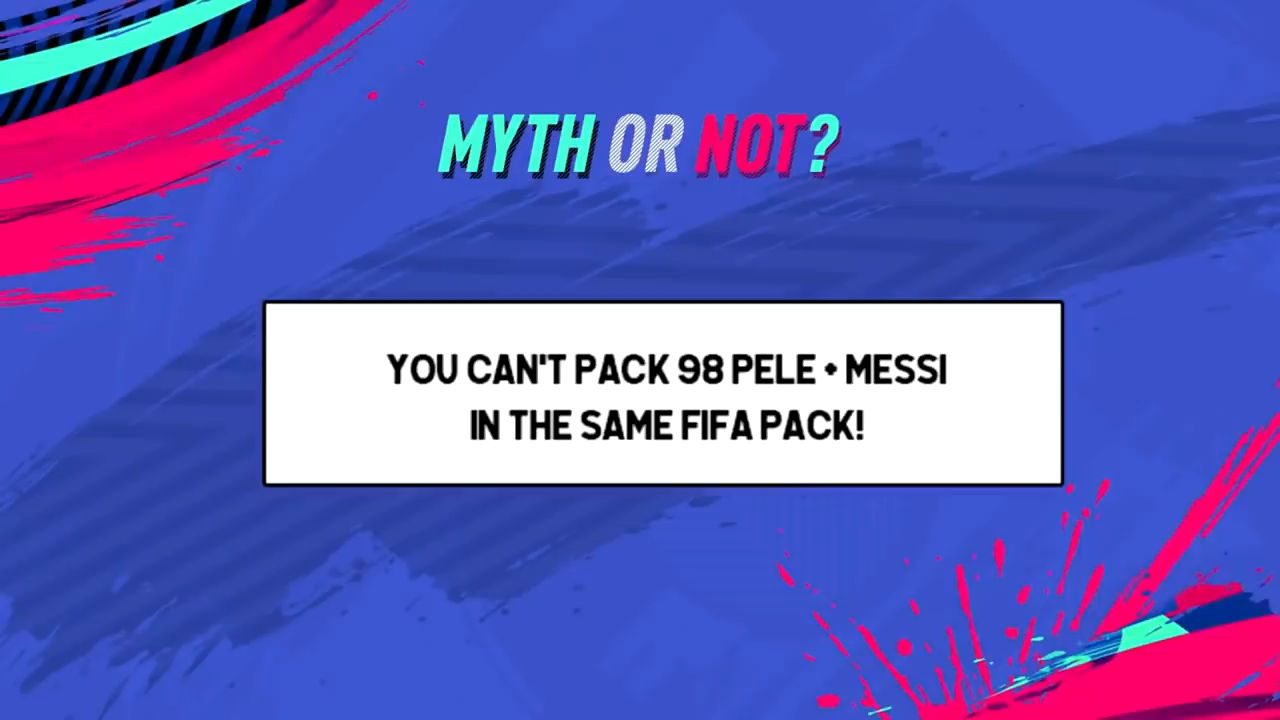 MYTH OR NOT?
YOU CAN'T PACK 98 PELE + MESSI
IN THE SAME FIFA PACK!